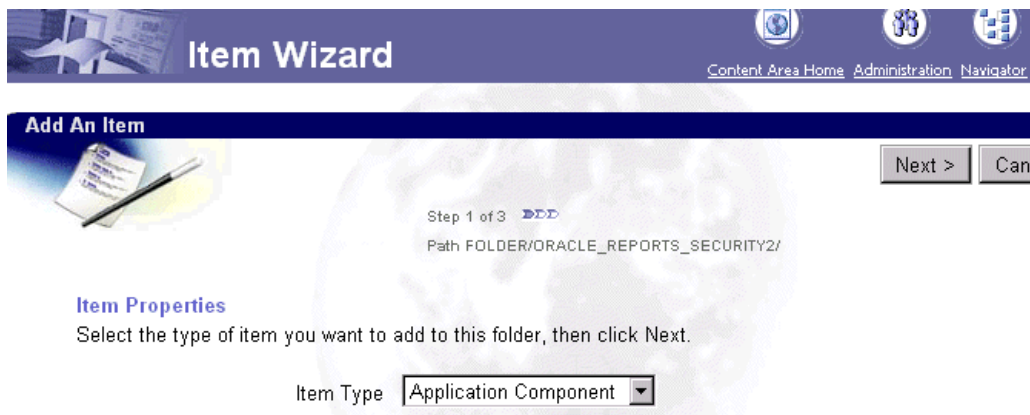 Item Wizard
Content Area Home Administration Navigator
Add An Item
Next > Can
Step 1 of 3
Path FOLDER/ORACLE_REPORTS_SECURITY2/
Item Properties
Select the type of item you want to add to this folder, then click Next.
Item Type Application Component